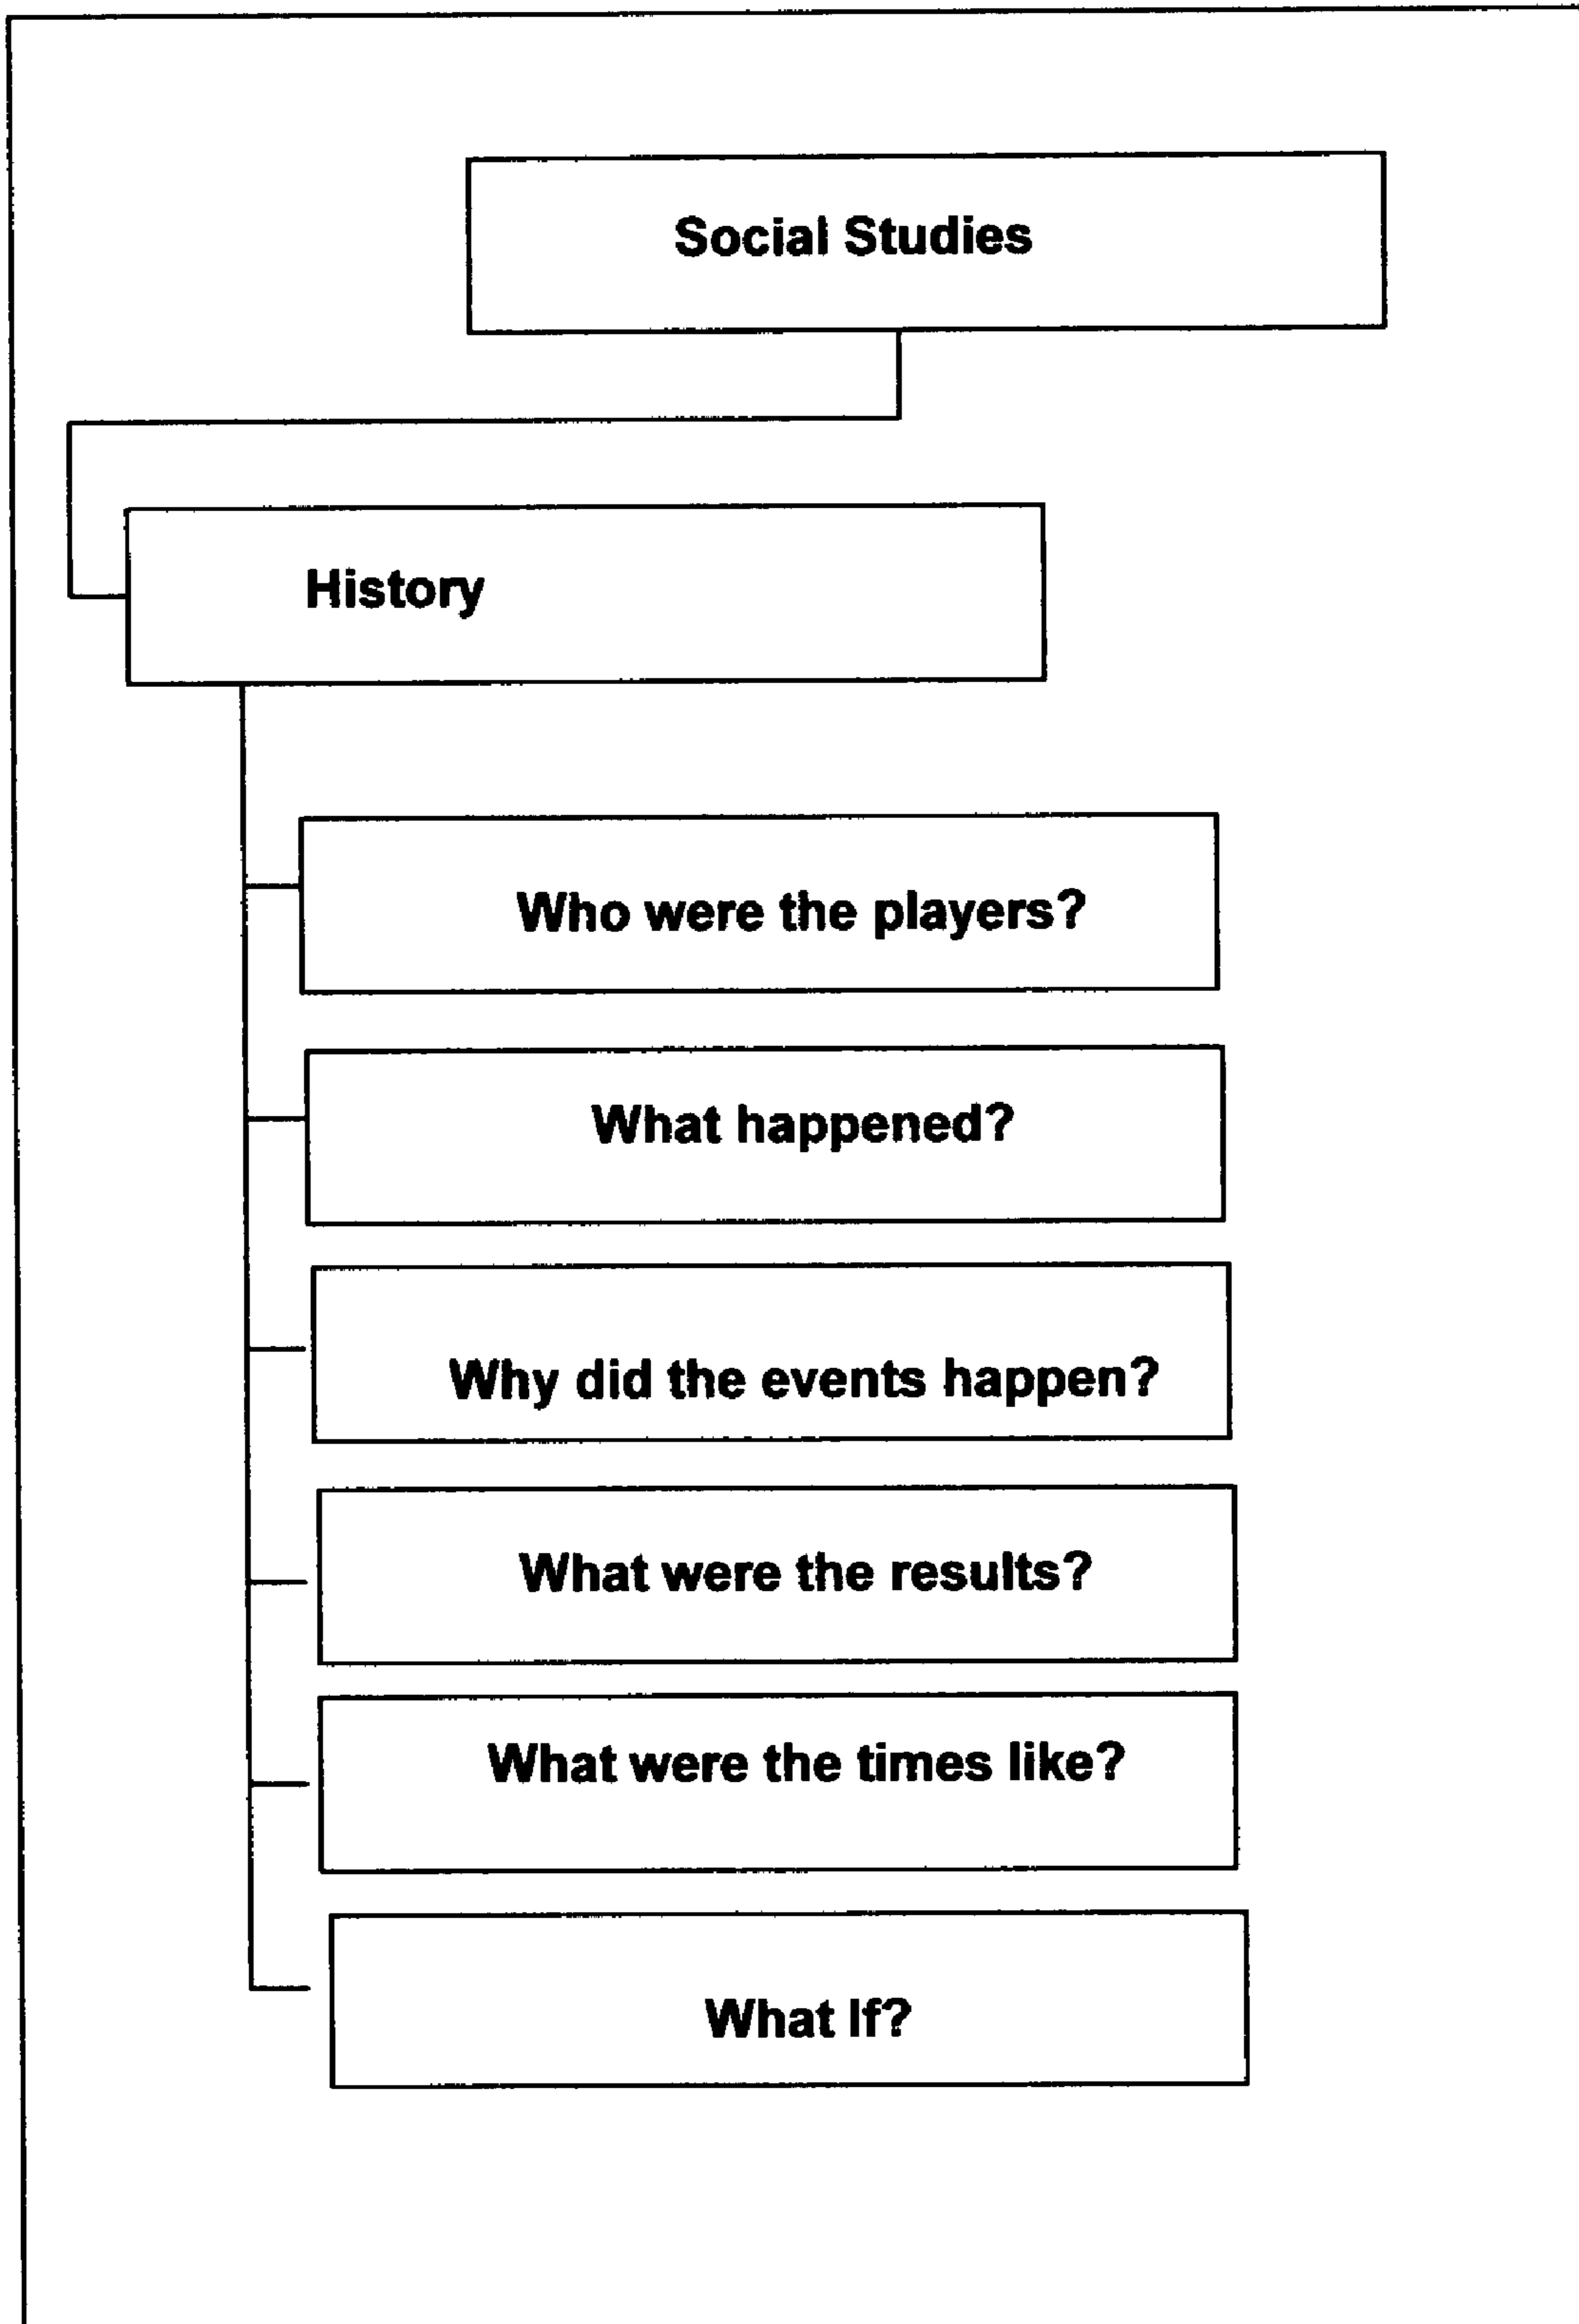 Social Studies
History
Who were the players?
What happened?
Why did the events happen?
What were the results?
What were the times like?
What If?